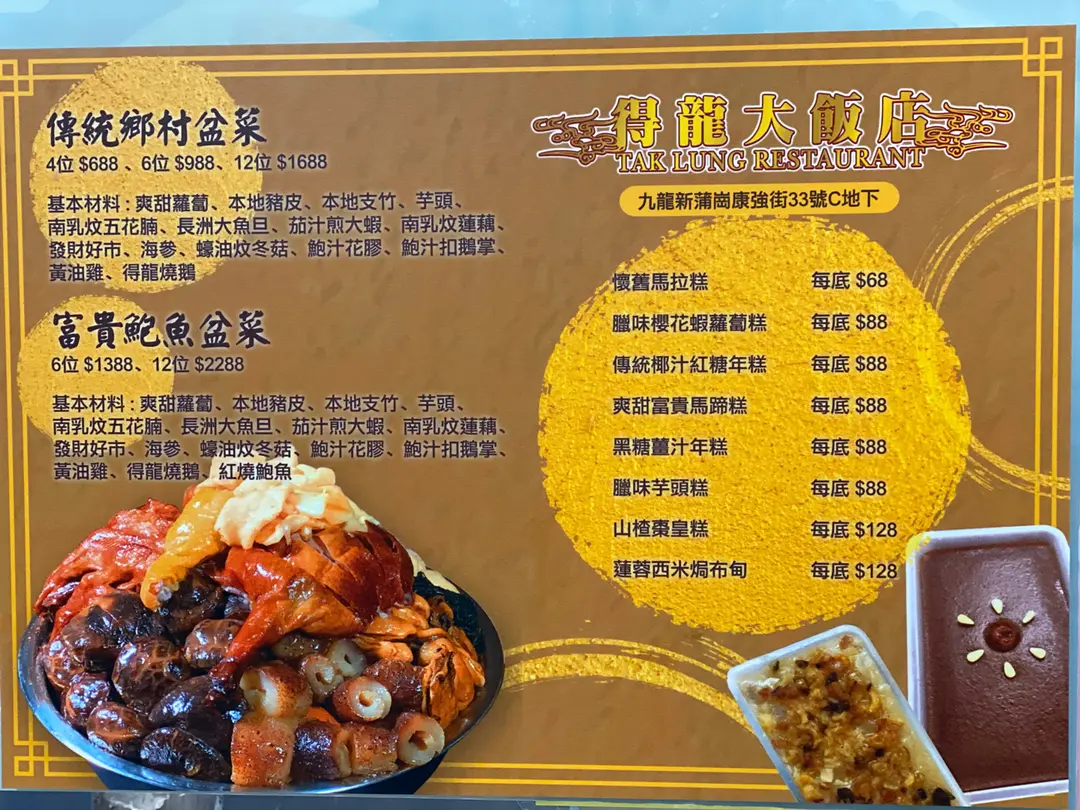 傳統鄉村盆菜
4位 $688、6位 $988、12位 $1688
基本材料 : 爽甜蘿蔔、本地豬皮、本地支竹、芋頭、
南乳炆五花腩、長洲大魚旦、茄汁煎大蝦、南乳炆蓮藕、
發財好市、海參、蠔油炆冬菇、鮑汁花膠、鮑汁扣鵝掌、
黃油雞、得龍燒鵝
富貴鮑魚盆菜
6位 $1388、12位 $2288
基本材料 : 爽甜蘿蔔、本地豬皮、本地支竹、芋頭、
南乳炆五花腩、長洲大魚旦、茄汁煎大蝦、南乳炆蓮藕、
發財好市、海參、蠔油炆冬菇、鮑汁花膠、鮑汁扣鵝掌、
黃油雞、得龍燒鵝、紅燒鮑魚
得龍大飯店
TAK LUNG RESTAURANT
九龍新蒲崗康強街33號C地下
懷舊馬拉糕 每底 $68
臘味櫻花蝦蘿蔔糕 每底 $88
傳統椰汁紅糖年糕 每底 $88
爽甜富貴馬蹄糕 每底 $88
黑糖薑汁年糕 每底 $88
臘味芋頭糕 每底 $88
山楂棗皇糕 每底 $128
蓮蓉西米焗布甸 每底 $128